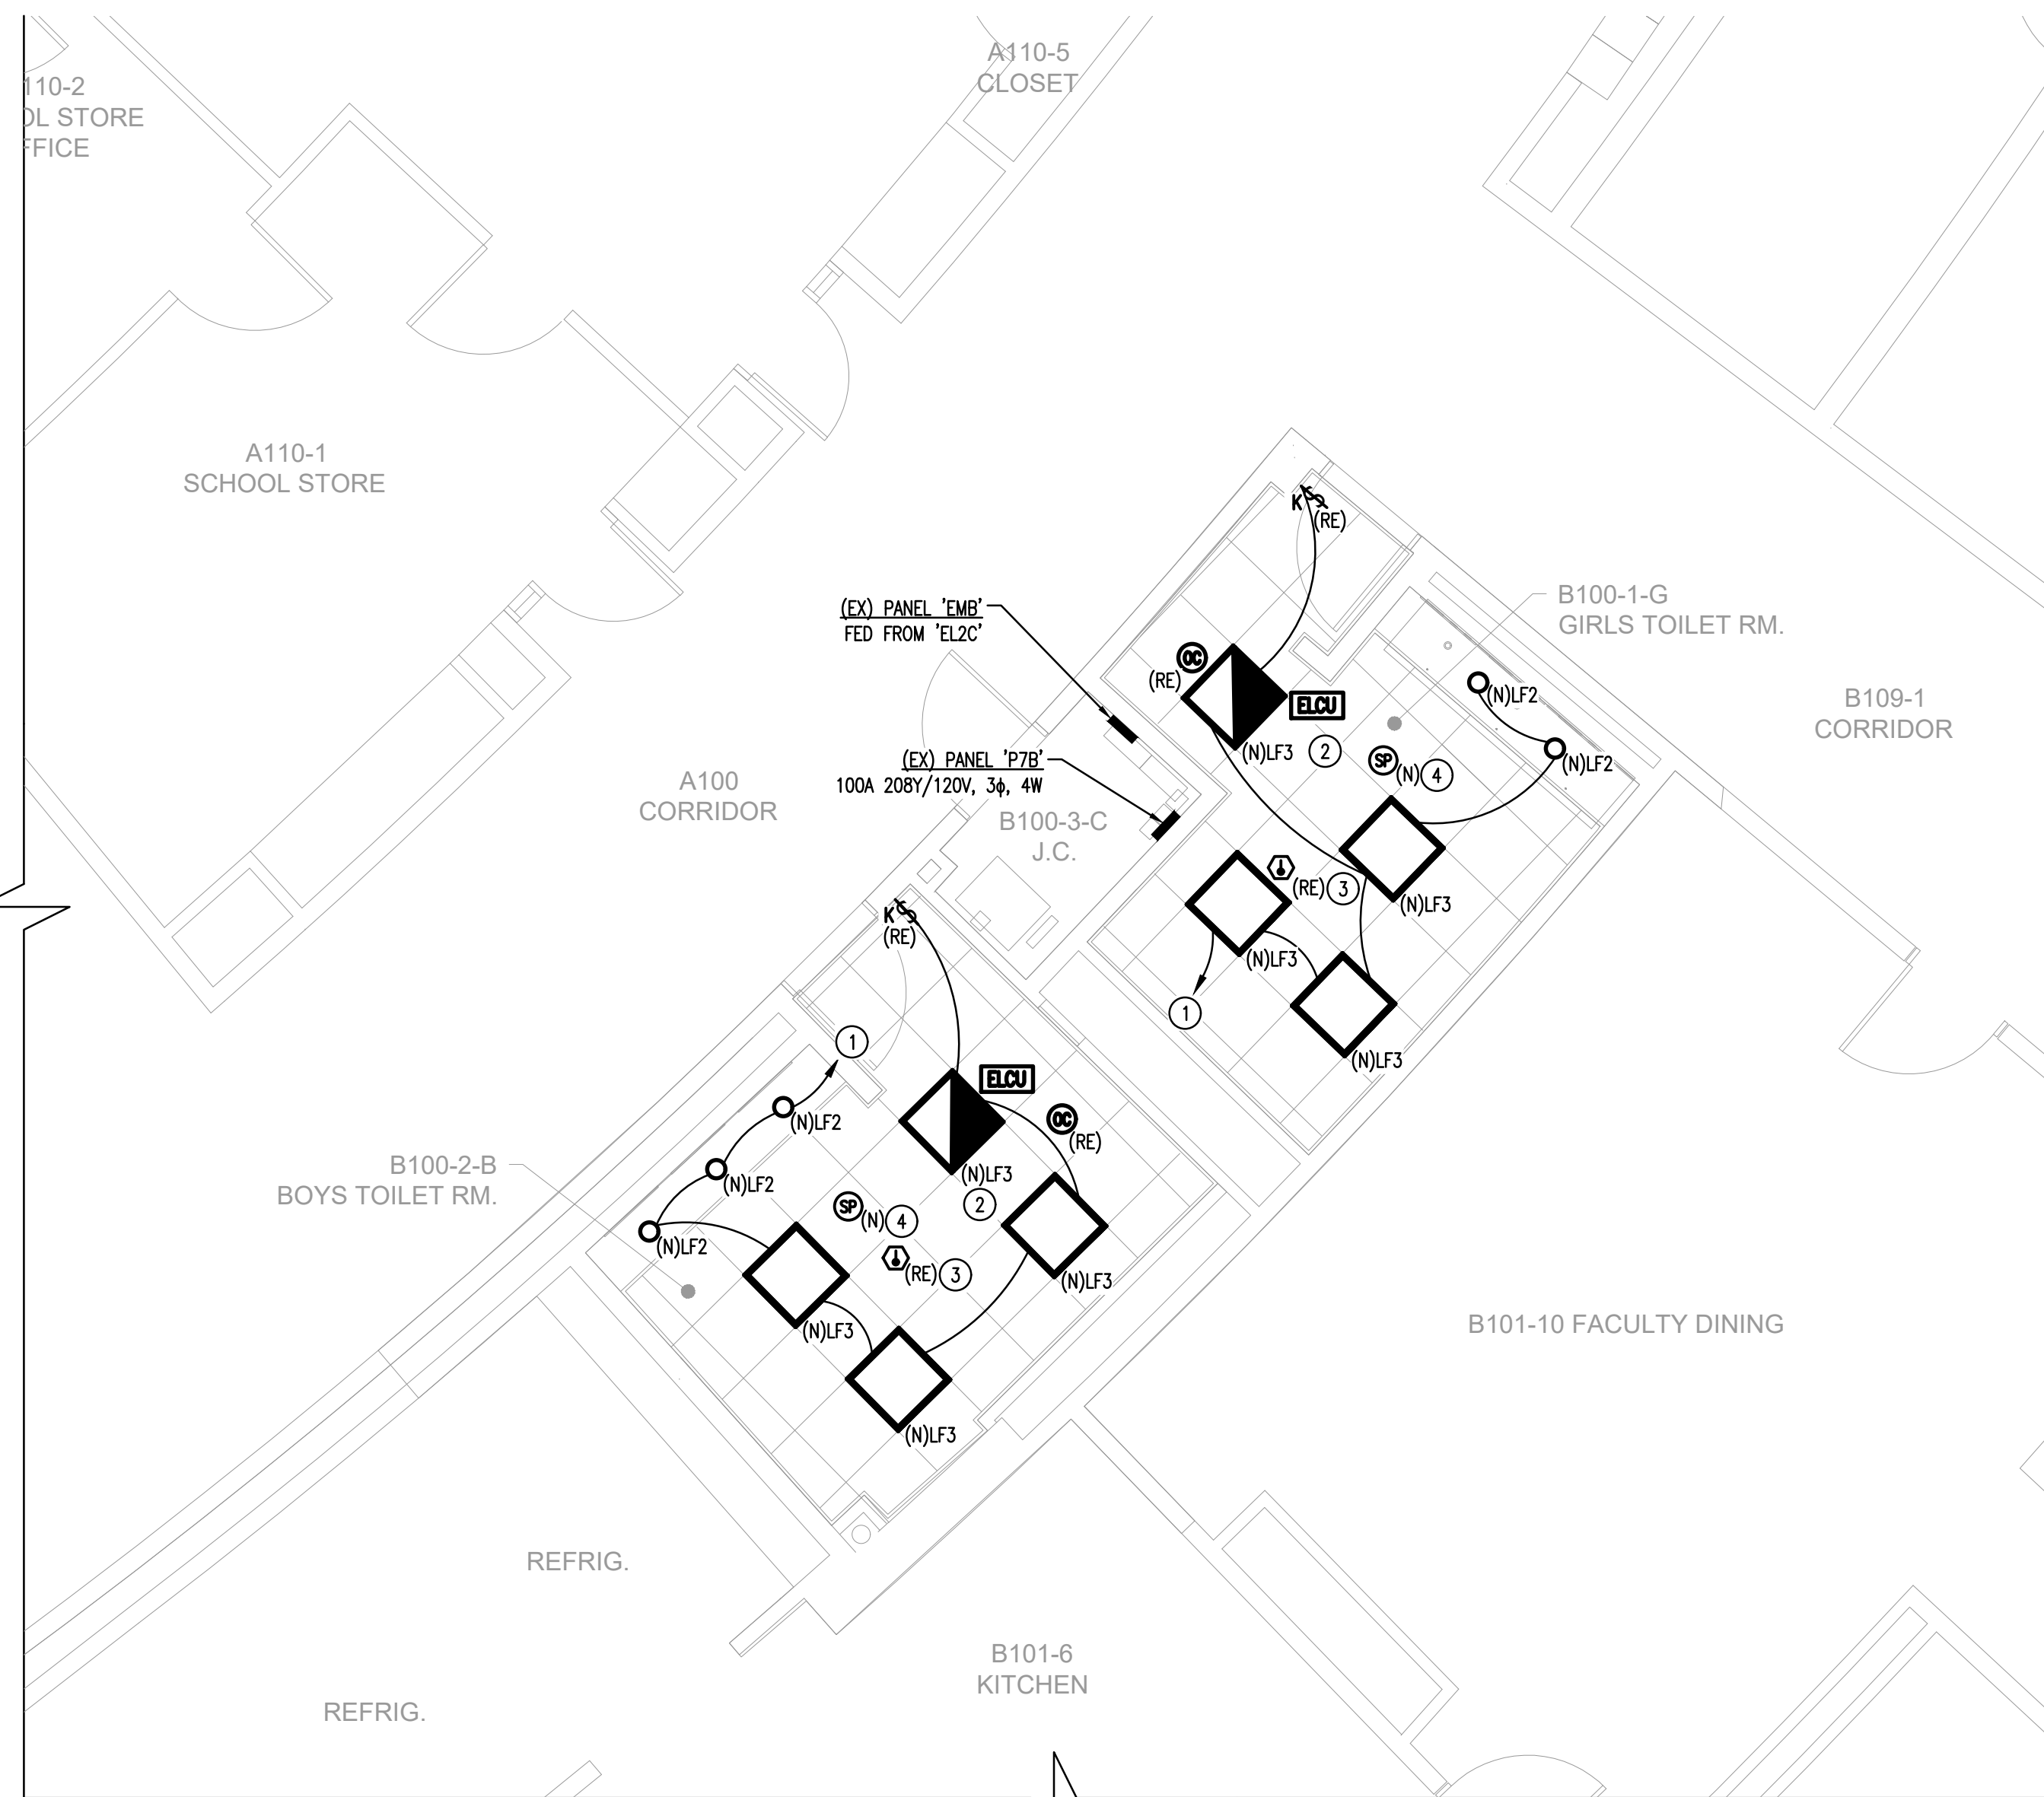 A110-5
CLOSET
110-2
OL STORE
FFICE
A110-1
SCHOOL STORE
K $
(RE)
(EX) PANEL 'EMB'
FED FROM 'EL2C'
B100-1-G
GIRLS TOILET RM.
OC
(RE)
ELCU
(N)LF3
2
(N)LF2
(N)LF2
B109-1
CORRIDOR
SP
(N) 4
(EX) PANEL 'P7B'
100A 208Y/120V, 3ϕ, 4W
A100
CORRIDOR
B100-3-C
J.C.
(RE) 3
(N)LF3
(N)LF3
(N)LF3
1
K $
(RE)
1
ELCU
OC
(RE)
(N)LF2
(N)LF2
(N)LF2
(N)LF3
2
B100-2-B
BOYS TOILET RM.
SP
(N) 4
(RE) 3
(N)LF3
(N)LF3
(N)LF3
B101-10 FACULTY DINING
REFRIG.
B101-6
KITCHEN
REFRIG.